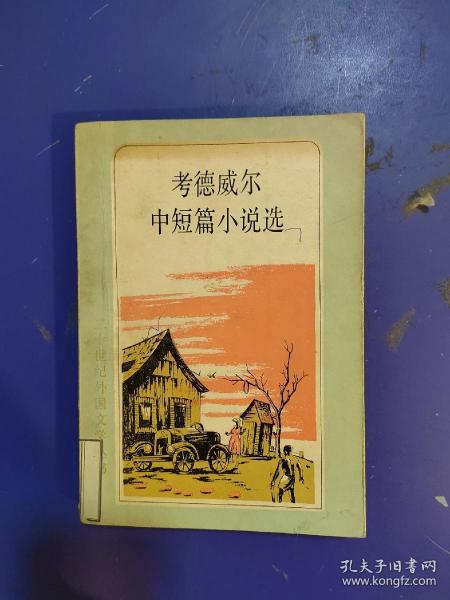 考德威尔
中短篇小说选
世纪外国文学
书
孔夫子旧书网
www.kongfz.com